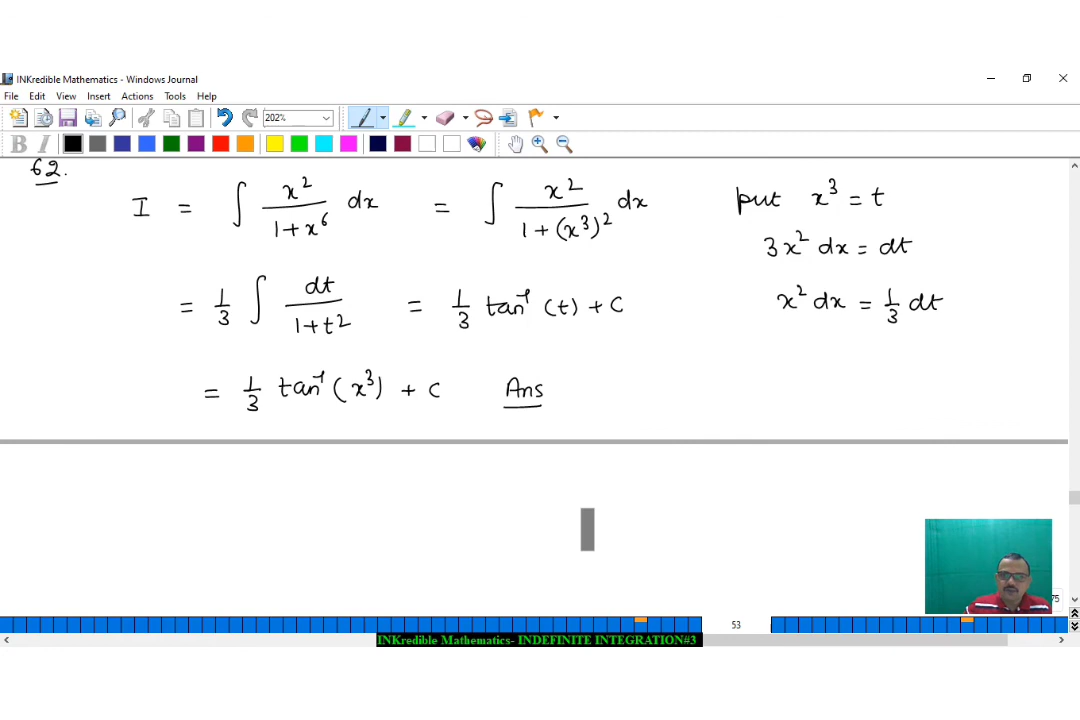 INKredible Mathematics - Windows Journal
File Edit View Insert Actions Tools Help
202%
B I
62.
I = ∫ x²/(1+x⁶) dx = ∫ x²/(1+(x³)²) dx put x³ = t
3x² dx = dt
= 1/3 ∫ dt/(1+t²) = 1/3 tan⁻¹(t) + C x² dx = 1/3 dt
= 1/3 tan⁻¹(x³) + C Ans
75
53
INKredible Mathematics- INDEFINITE INTEGRATION#3